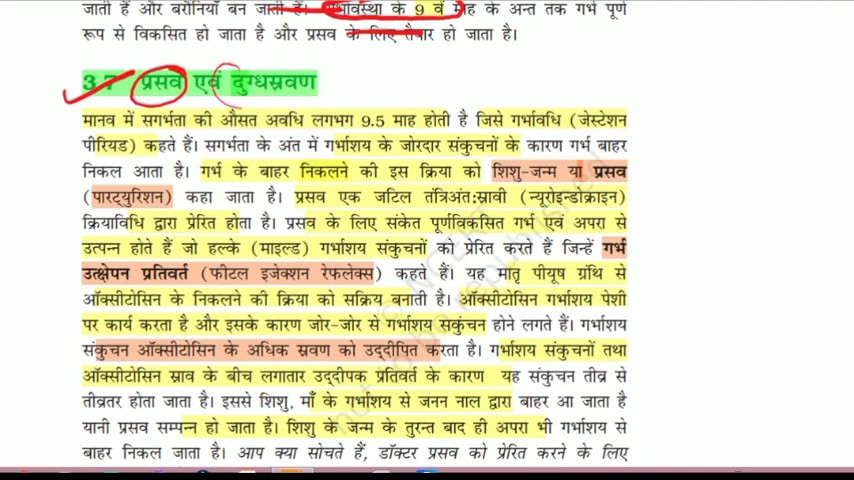 जाती हैं और बरौनियाँ बन जाती हैं। गर्भावस्था के 9 वें माह के अन्त तक गर्भ पूर्ण
रूप से विकसित हो जाता है और प्रसव के लिए तैयार हो जाता है।
3.7 प्रसव एवं दुग्धस्रवण
मानव में सगर्भता की औसत अवधि लगभग 9.5 माह होती है जिसे गर्भावधि (जेस्टेशन
पीरियड) कहते हैं। सगर्भता के अंत में गर्भाशय के जोरदार संकुचनों के कारण गर्भ बाहर
निकल आता है। गर्भ के बाहर निकलने की इस क्रिया को शिशु-जन्म या प्रसव
(पारट्युरिशन) कहा जाता है। प्रसव एक जटिल तंत्रिअंत:स्रावी (न्यूरोइन्डोक्राइन)
क्रियाविधि द्वारा प्रेरित होता है। प्रसव के लिए संकेत पूर्णविकसित गर्भ एवं अपरा से
उत्पन्न होते हैं जो हल्के (माइल्ड) गर्भाशय संकुचनों को प्रेरित करते हैं जिन्हें गर्भ
उत्क्षेपन प्रतिवर्त (फीटल इजेक्शन रेफलेक्स) कहते हैं। यह मातृ पीयूष ग्रंथि से
ऑक्सीटोसिन के निकलने की क्रिया को सक्रिय बनाती है। ऑक्सीटोसिन गर्भाशय पेशी
पर कार्य करता है और इसके कारण जोर-जोर से गर्भाशय संकुंचन होने लगते हैं। गर्भाशय
संकुचन ऑक्सीटोसिन के अधिक स्रवण को उद्दीपित करता है। गर्भाशय संकुचनों तथा
ऑक्सीटोसिन स्राव के बीच लगातार उद्दीपक प्रतिवर्त के कारण यह संकुचन तीव्र से
तीव्रतर होता जाता है। इससे शिशु, माँ के गर्भाशय से जनन नाल द्वारा बाहर आ जाता है
यानी प्रसव सम्पन्न हो जाता है। शिशु के जन्म के तुरन्त बाद ही अपरा भी गर्भाशय से
बाहर निकल जाता है। आप क्या सोचते हैं, डॉक्टर प्रसव को प्रेरित करने के लिए
© NCERT
not to be republished